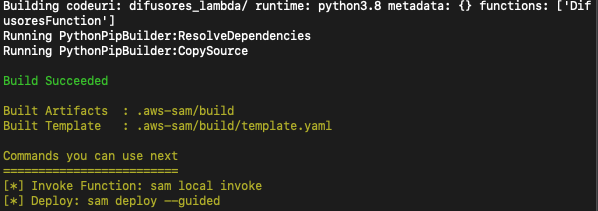 Building codeuri: difusores_lambda/ runtime: python3.8 metadata: {} functions: ['Dif
usoresFunction']
Running PythonPipBuilder:ResolveDependencies
Running PythonPipBuilder:CopySource
Build Succeeded
Built Artifacts  : .aws-sam/build
Built Template   : .aws-sam/build/template.yaml
Commands you can use next
=========================
[*] Invoke Function: sam local invoke
[*] Deploy: sam deploy --guided